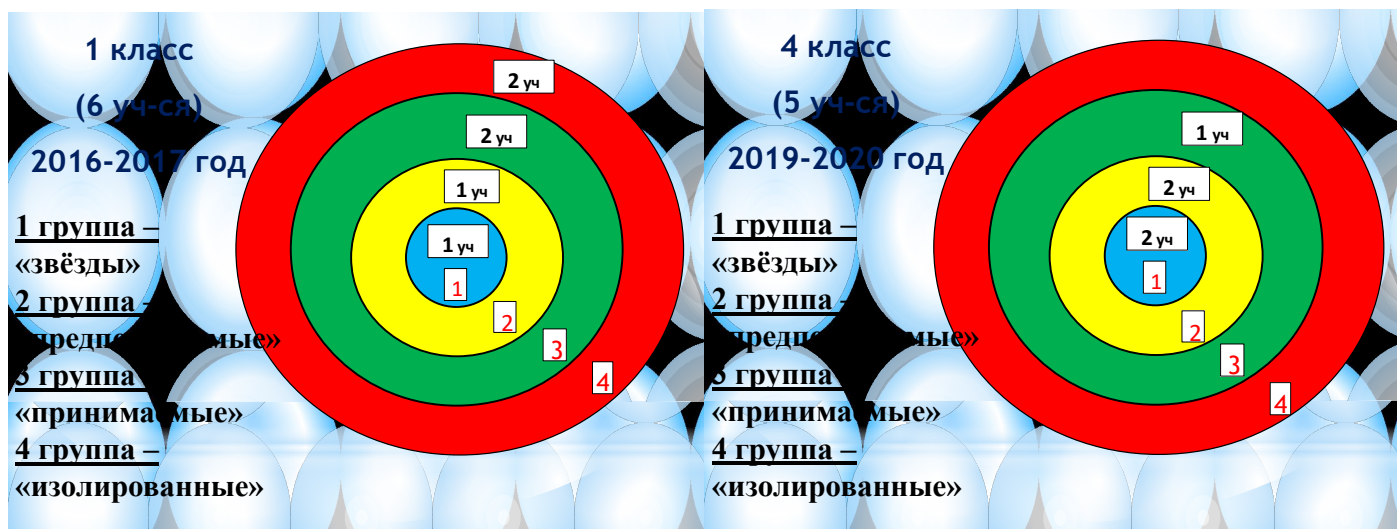 1 класс
(6 уч-ся)
2016-2017 год
1 группа –
«звёзды»
2 группа –
3 группа –
«принимаемые»
4 группа –
«изолированные»
2 уч
2 уч
1 уч
1 уч
1
2
3
4
4 класс
(5 уч-ся)
2019-2020 год
1 группа –
«звёзды»
2 группа –
3 группа –
«принимаемые»
4 группа –
«изолированные»
1 уч
2 уч
2 уч
1
2
3
4